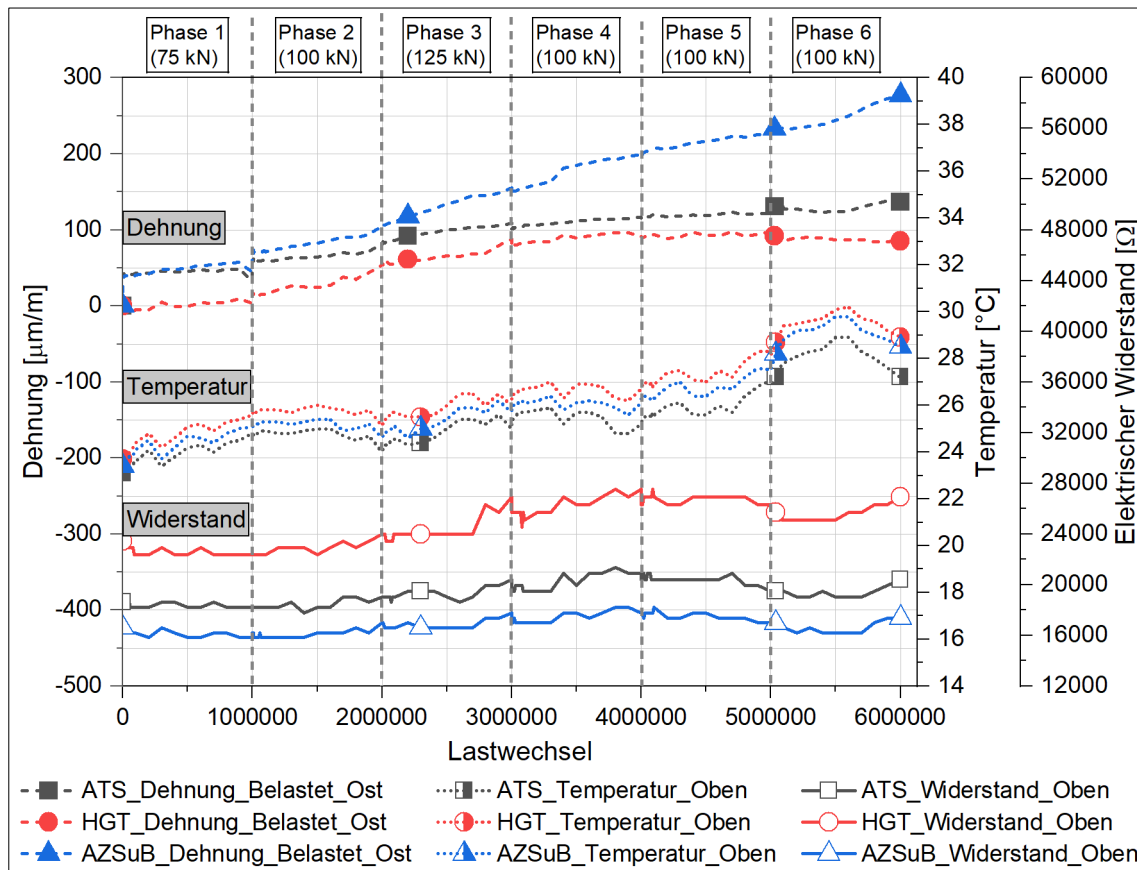 Phase 1
(75 kN)
Phase 2
(100 kN)
Phase 3
(125 kN)
Phase 4
(100 kN)
Phase 5
(100 kN)
Phase 6
(100 kN)
Dehnung [µm/m]
300
200
100
0
-100
-200
-300
-400
-500
Dehnung
Temperatur
Widerstand
40
38
36
34
32
30
28
26
24
22
20
18
16
14
Temperatur [°C]
60000
56000
52000
48000
44000
40000
36000
32000
28000
24000
20000
16000
12000
Elektrischer Widerstand [Ω]
0
1000000
2000000
3000000
4000000
5000000
6000000
Lastwechsel
ATS_Dehnung_Belastet_Ost
ATS_Temperatur_Oben
ATS_Widerstand_Oben
HGT_Dehnung_Belastet_Ost
HGT_Temperatur_Oben
HGT_Widerstand_Oben
AZSuB_Dehnung_Belastet_Ost
AZSuB_Temperatur_Oben
AZSuB_Widerstand_Oben